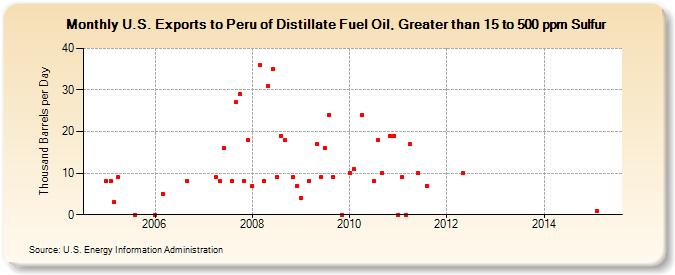 Monthly U.S. Exports to Peru of Distillate Fuel Oil, Greater than 15 to 500 ppm Sulfur
Thousand Barrels per Day
40
30
20
10
0
2006 2008 2010 2012 2014
Source: U.S. Energy Information Administration